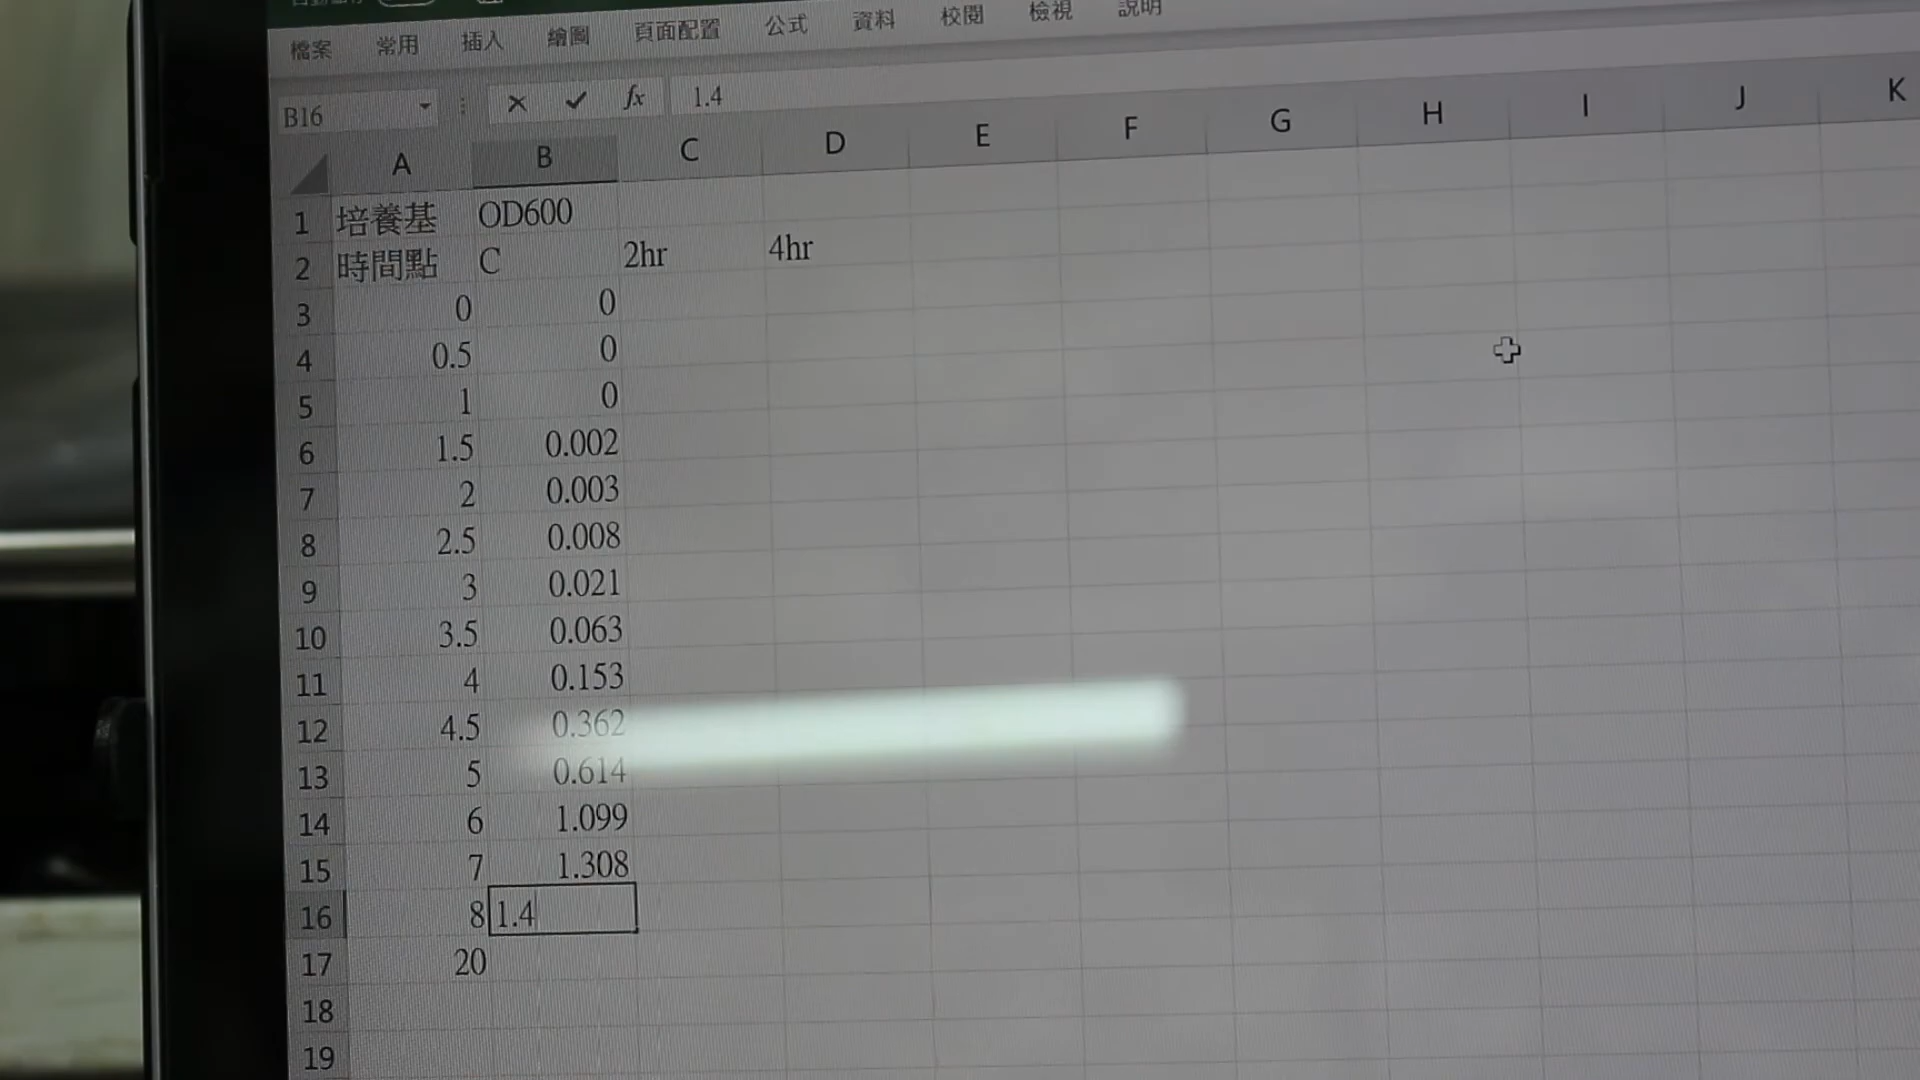 檔案 常用 插入 繪圖 頁面配置 公式 資料 校閱 檢視 說明
B16 fx 1.4
A B C D E F G H I J K
1 培養基 OD600
2 時間點 C 2hr 4hr
3 0 0
4 0.5 0
5 1 0
6 1.5 0.002
7 2 0.003
8 2.5 0.008
9 3 0.021
10 3.5 0.063
11 4 0.153
12 4.5 0.362
13 5 0.614
14 6 1.099
15 7 1.308
16 8 1.4
17 20
18
19